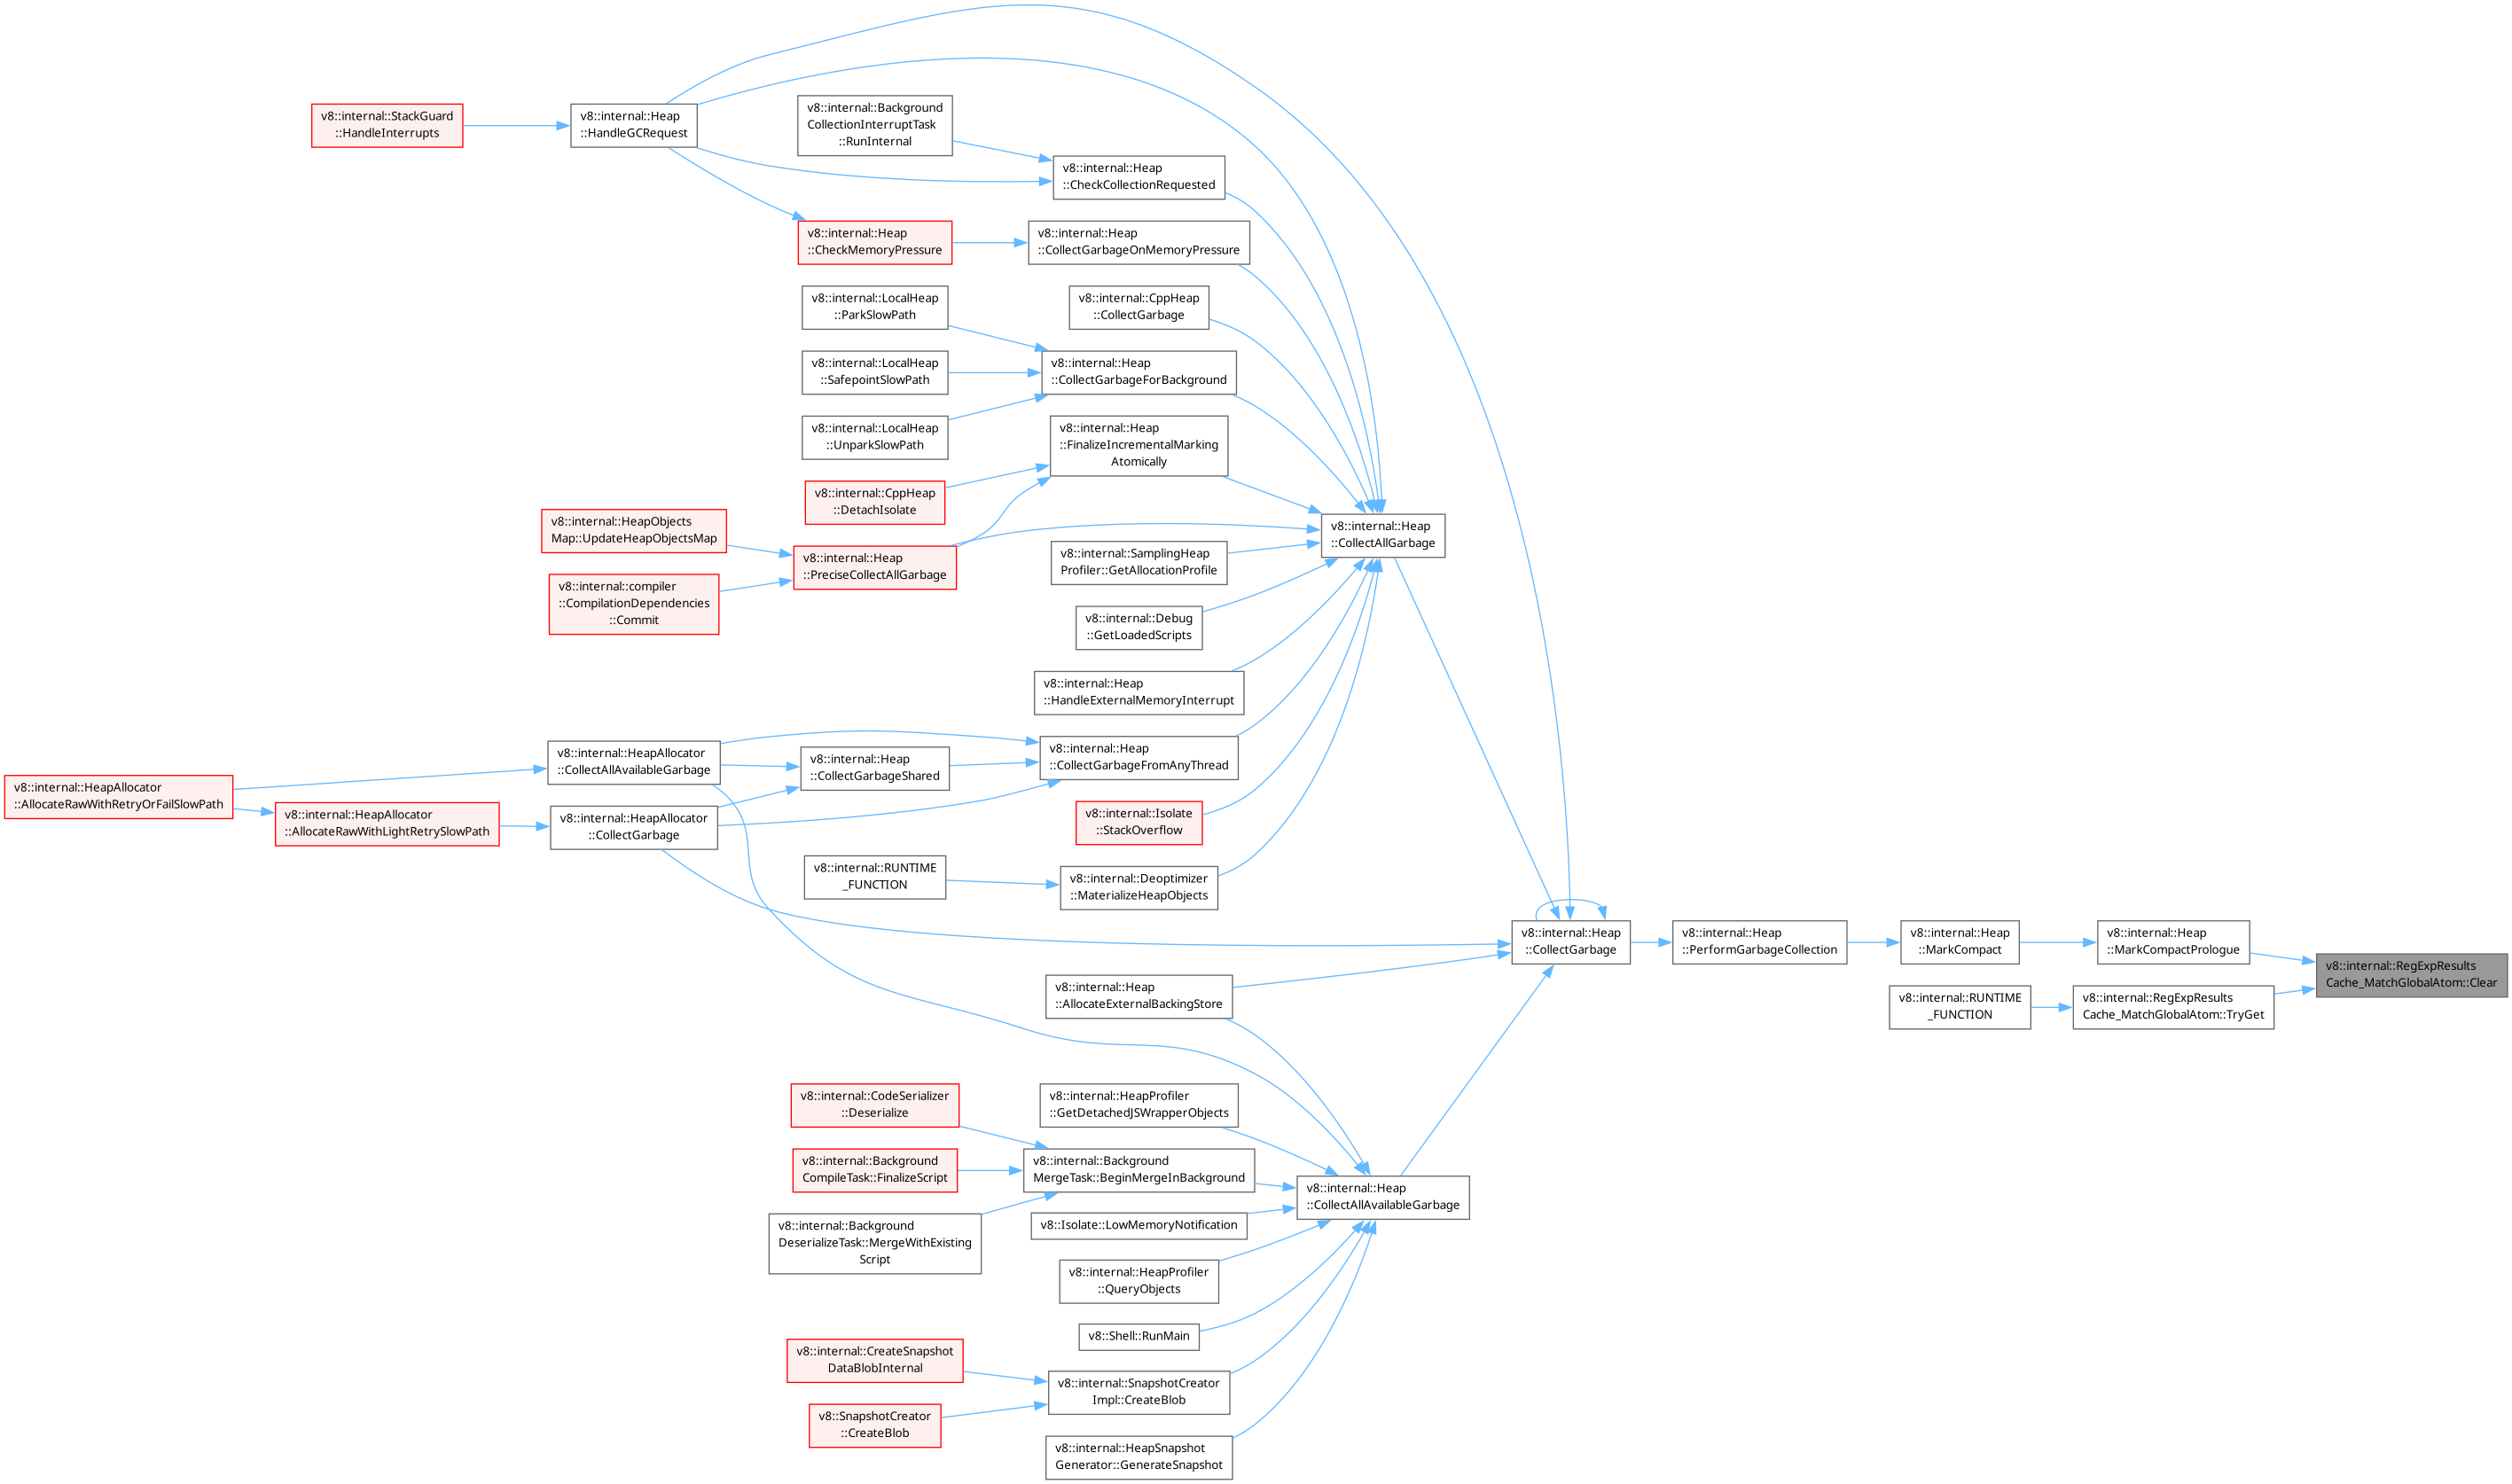 v8::internal::StackGuard
::HandleInterrupts
v8::internal::Heap
::HandleGCRequest
v8::internal::Background
CollectionInterruptTask
::RunInternal
v8::internal::Heap
::CheckCollectionRequested
v8::internal::Heap
::CheckMemoryPressure
v8::internal::Heap
::CollectGarbageOnMemoryPressure
v8::internal::LocalHeap
::ParkSlowPath
v8::internal::CppHeap
::CollectGarbage
v8::internal::LocalHeap
::SafepointSlowPath
v8::internal::Heap
::CollectGarbageForBackground
v8::internal::LocalHeap
::UnparkSlowPath
v8::internal::Heap
::FinalizeIncrementalMarking
Atomically
v8::internal::CppHeap
::DetachIsolate
v8::internal::HeapObjects
Map::UpdateHeapObjectsMap
v8::internal::Heap
::PreciseCollectAllGarbage
v8::internal::compiler
::CompilationDependencies
::Commit
v8::internal::SamplingHeap
Profiler::GetAllocationProfile
v8::internal::Heap
::CollectAllGarbage
v8::internal::Debug
::GetLoadedScripts
v8::internal::Heap
::HandleExternalMemoryInterrupt
v8::internal::HeapAllocator
::AllocateRawWithRetryOrFailSlowPath
v8::internal::HeapAllocator
::AllocateRawWithLightRetrySlowPath
v8::internal::HeapAllocator
::CollectAllAvailableGarbage
v8::internal::HeapAllocator
::CollectGarbage
v8::internal::Heap
::CollectGarbageShared
v8::internal::Heap
::CollectGarbageFromAnyThread
v8::internal::Isolate
::StackOverflow
v8::internal::RUNTIME
_FUNCTION
v8::internal::Deoptimizer
::MaterializeHeapObjects
v8::internal::Heap
::CollectGarbage
v8::internal::Heap
::PerformGarbageCollection
v8::internal::Heap
::MarkCompact
v8::internal::Heap
::MarkCompactPrologue
v8::internal::RegExpResults
Cache_MatchGlobalAtom::Clear
v8::internal::RUNTIME
_FUNCTION
v8::internal::RegExpResults
Cache_MatchGlobalAtom::TryGet
v8::internal::Heap
::AllocateExternalBackingStore
v8::internal::HeapProfiler
::GetDetachedJSWrapperObjects
v8::internal::CodeSerializer
::Deserialize
v8::internal::Background
CompileTask::FinalizeScript
v8::internal::Background
MergeTask::BeginMergeInBackground
v8::internal::Background
DeserializeTask::MergeWithExisting
Script
v8::internal::Heap
::CollectAllAvailableGarbage
v8::Isolate::LowMemoryNotification
v8::internal::HeapProfiler
::QueryObjects
v8::Shell::RunMain
v8::internal::CreateSnapshot
DataBlobInternal
v8::SnapshotCreator
::CreateBlob
v8::internal::SnapshotCreator
Impl::CreateBlob
v8::internal::HeapSnapshot
Generator::GenerateSnapshot